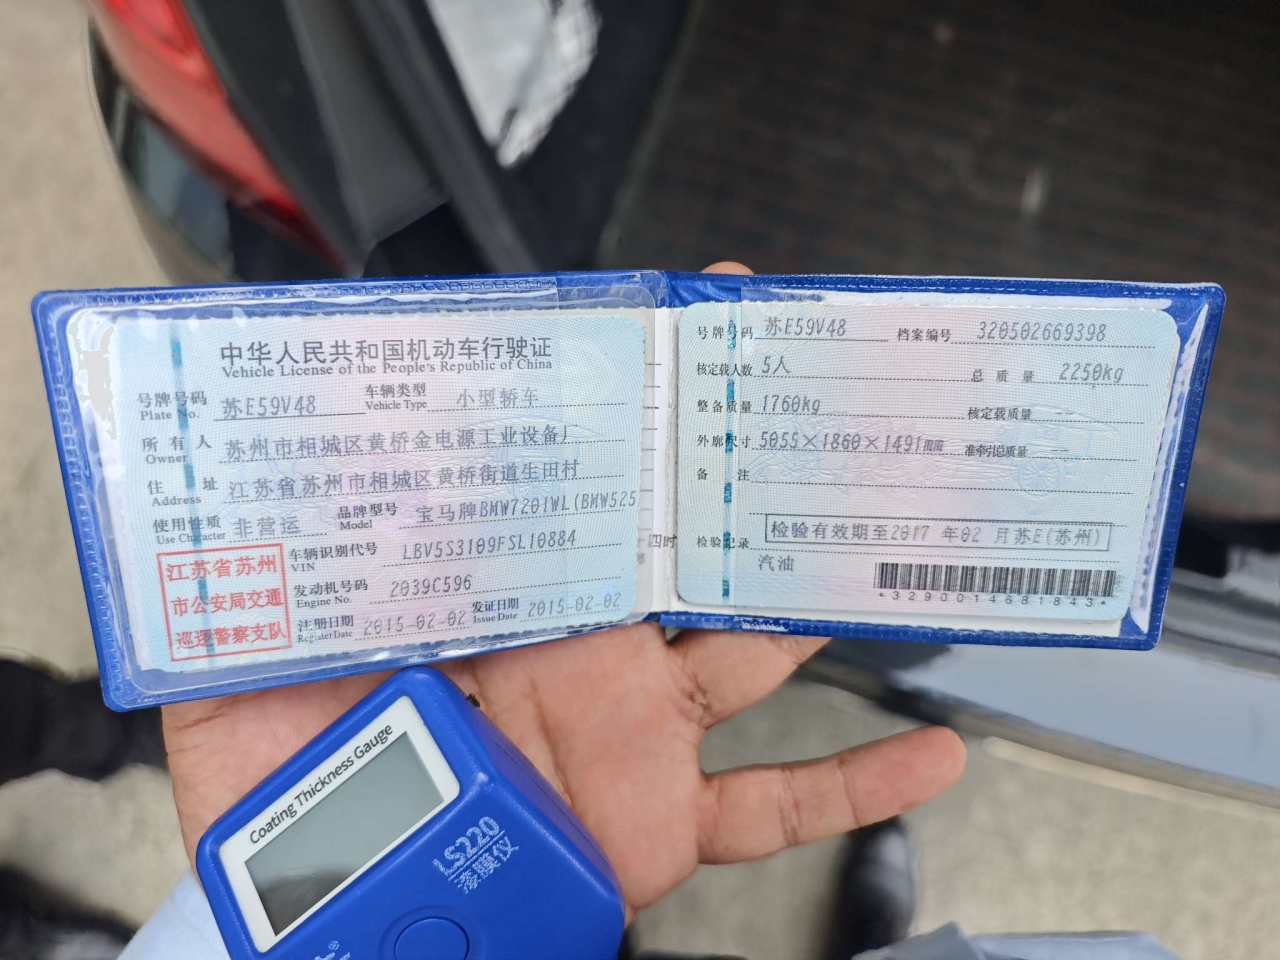 中华人民共和国机动车行驶证
Vehicle License of the People's Republic of China
号牌号码 苏E59V48 车辆类型 小型轿车
Plate No. Vehicle Type
所有人 苏州市相城区黄桥金电源工业设备厂
Owner
住址 江苏省苏州市相城区黄桥街道生田村
Address
使用性质 非营运 品牌型号 宝马牌BMW7201WL(BMW525
Use Character Model
江苏省苏州
市公安局交通
巡逻警察支队
车辆识别代号 LBV5S3109FSL10884
VIN
发动机号码 2039C596
Engine No.
注册日期 2015-02-02 发证日期 2015-02-02
Register Date Issue Date
号牌号码 苏E59V48 档案编号 320502669398
核定载人数 5人 总质量 2250kg
整备质量 1760kg 核定载质量 --
外廓尺寸 5055×1860×1491mm 准牵引总质量
备注
检验有效期至2017 年02 月苏E(苏州)
检验记录
汽油
*3290014681843*
四时
Coating Thickness Gauge
LS220
漆膜仪